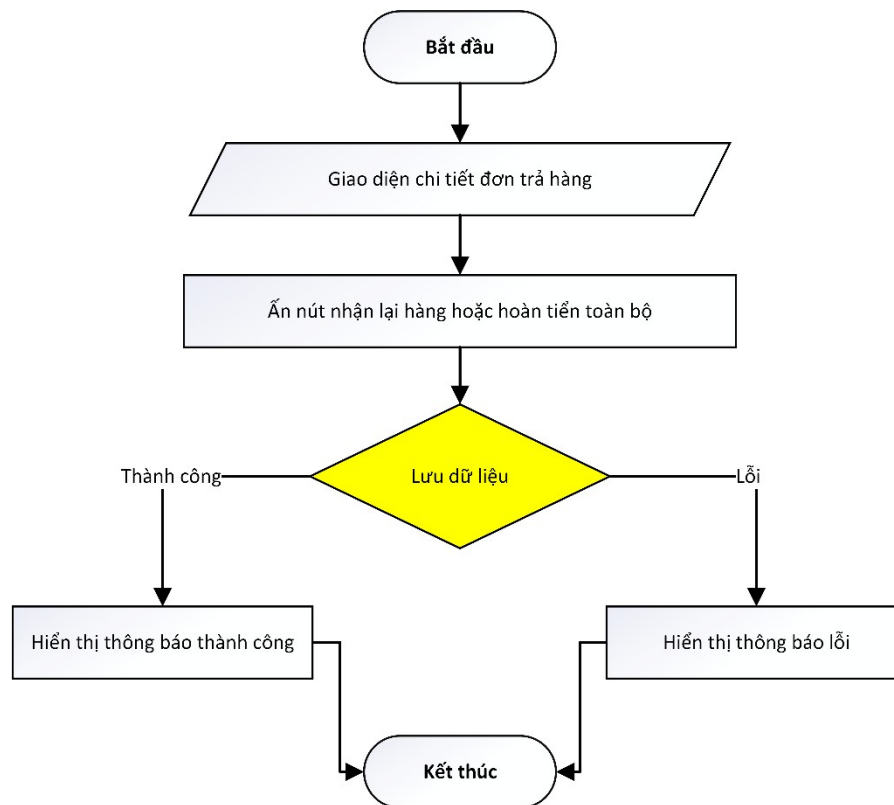 Bắt đầu
Giao diện chi tiết đơn trả hàng
Ấn nút nhận lại hàng hoặc hoàn tiển toàn bộ
Lưu dữ liệu
Thành công
Lỗi
Hiển thị thông báo thành công
Hiển thị thông báo lỗi
Kết thúc